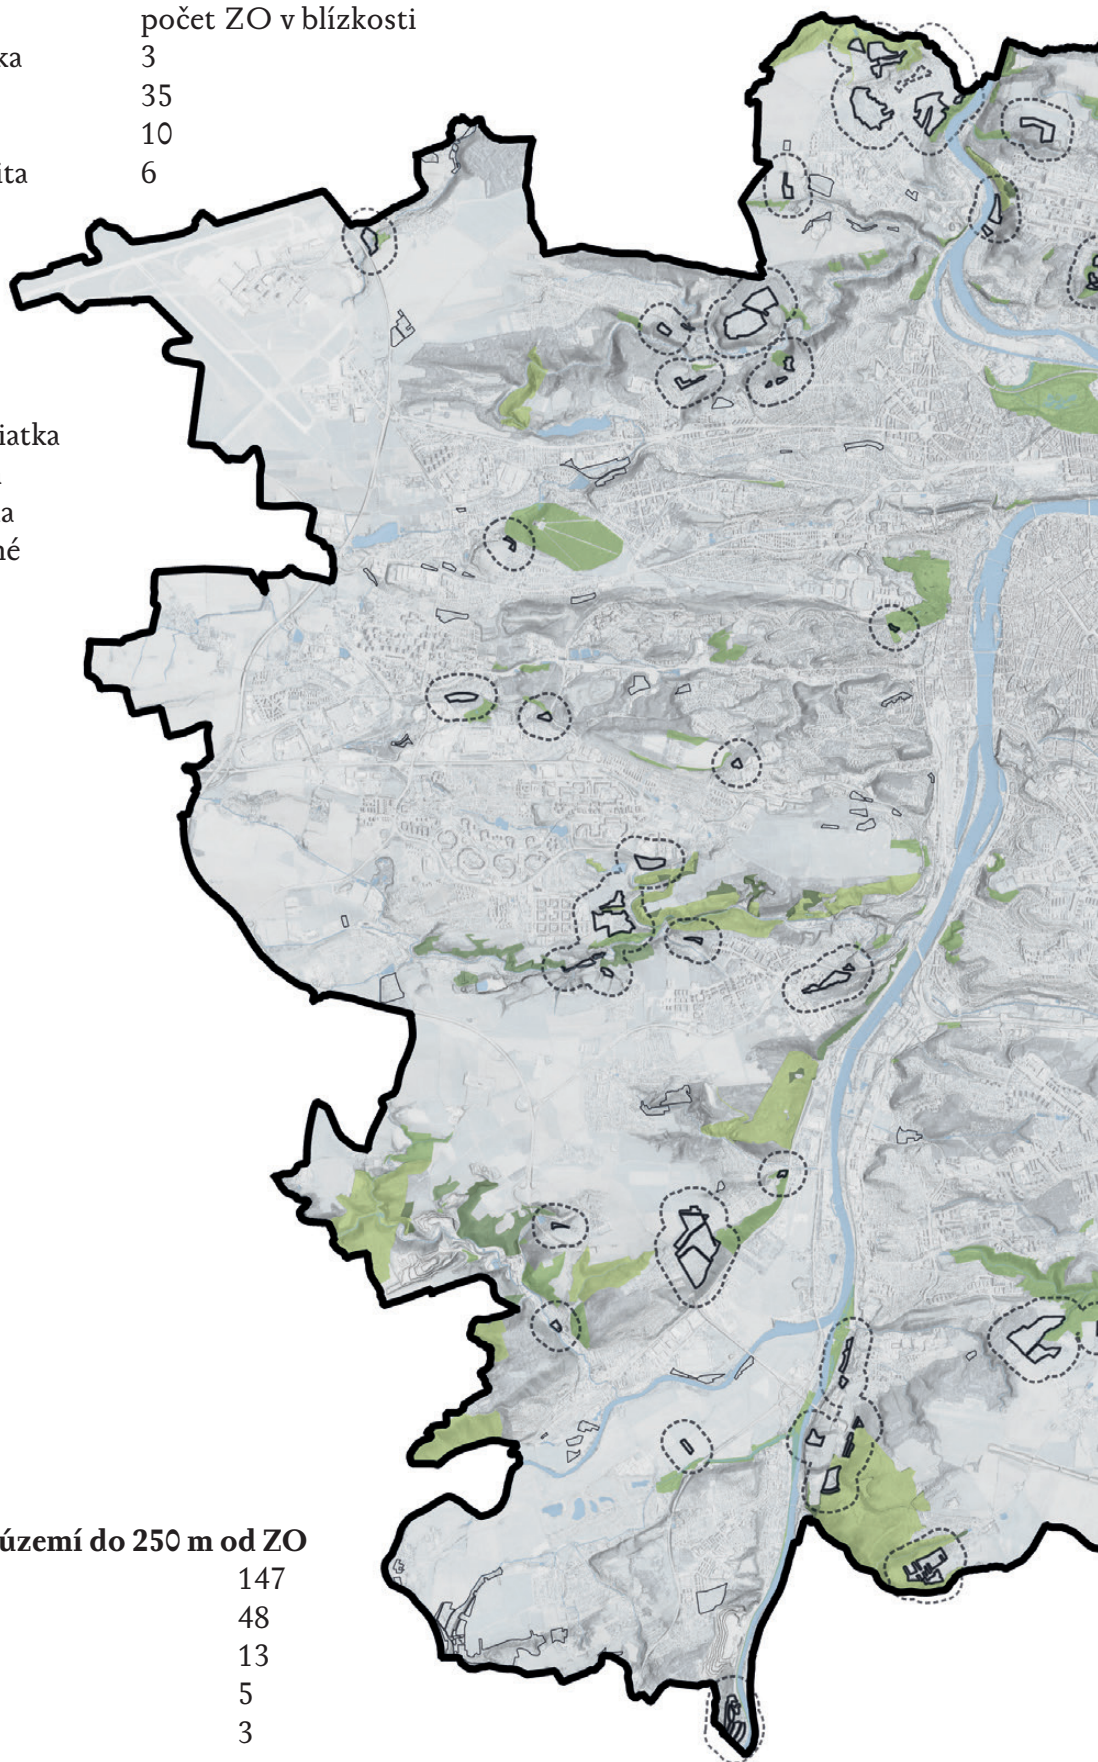 počet ZO v blízkosti
ka 3
35
10
ita 6
iatka
a
né
území do 250 m od ZO
147
48
13
5
3